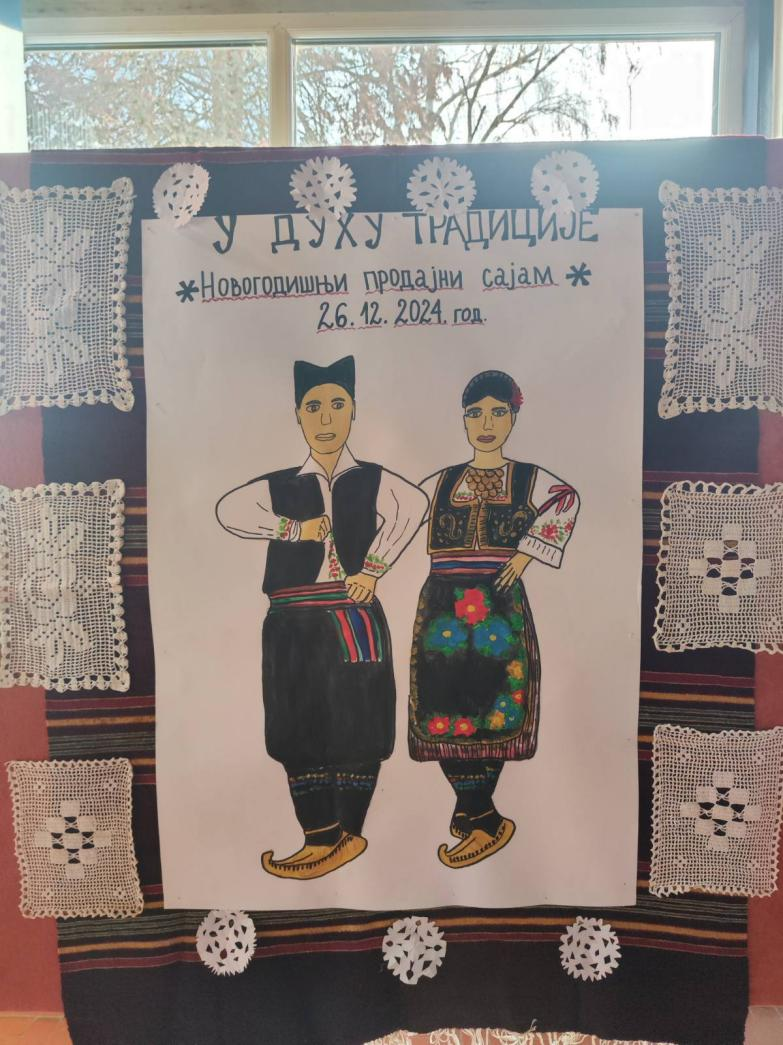 У ДУХУ ТРАДИЦИЈЕ
*Новогодишњи продајни сајам*
26.12.2024. год.